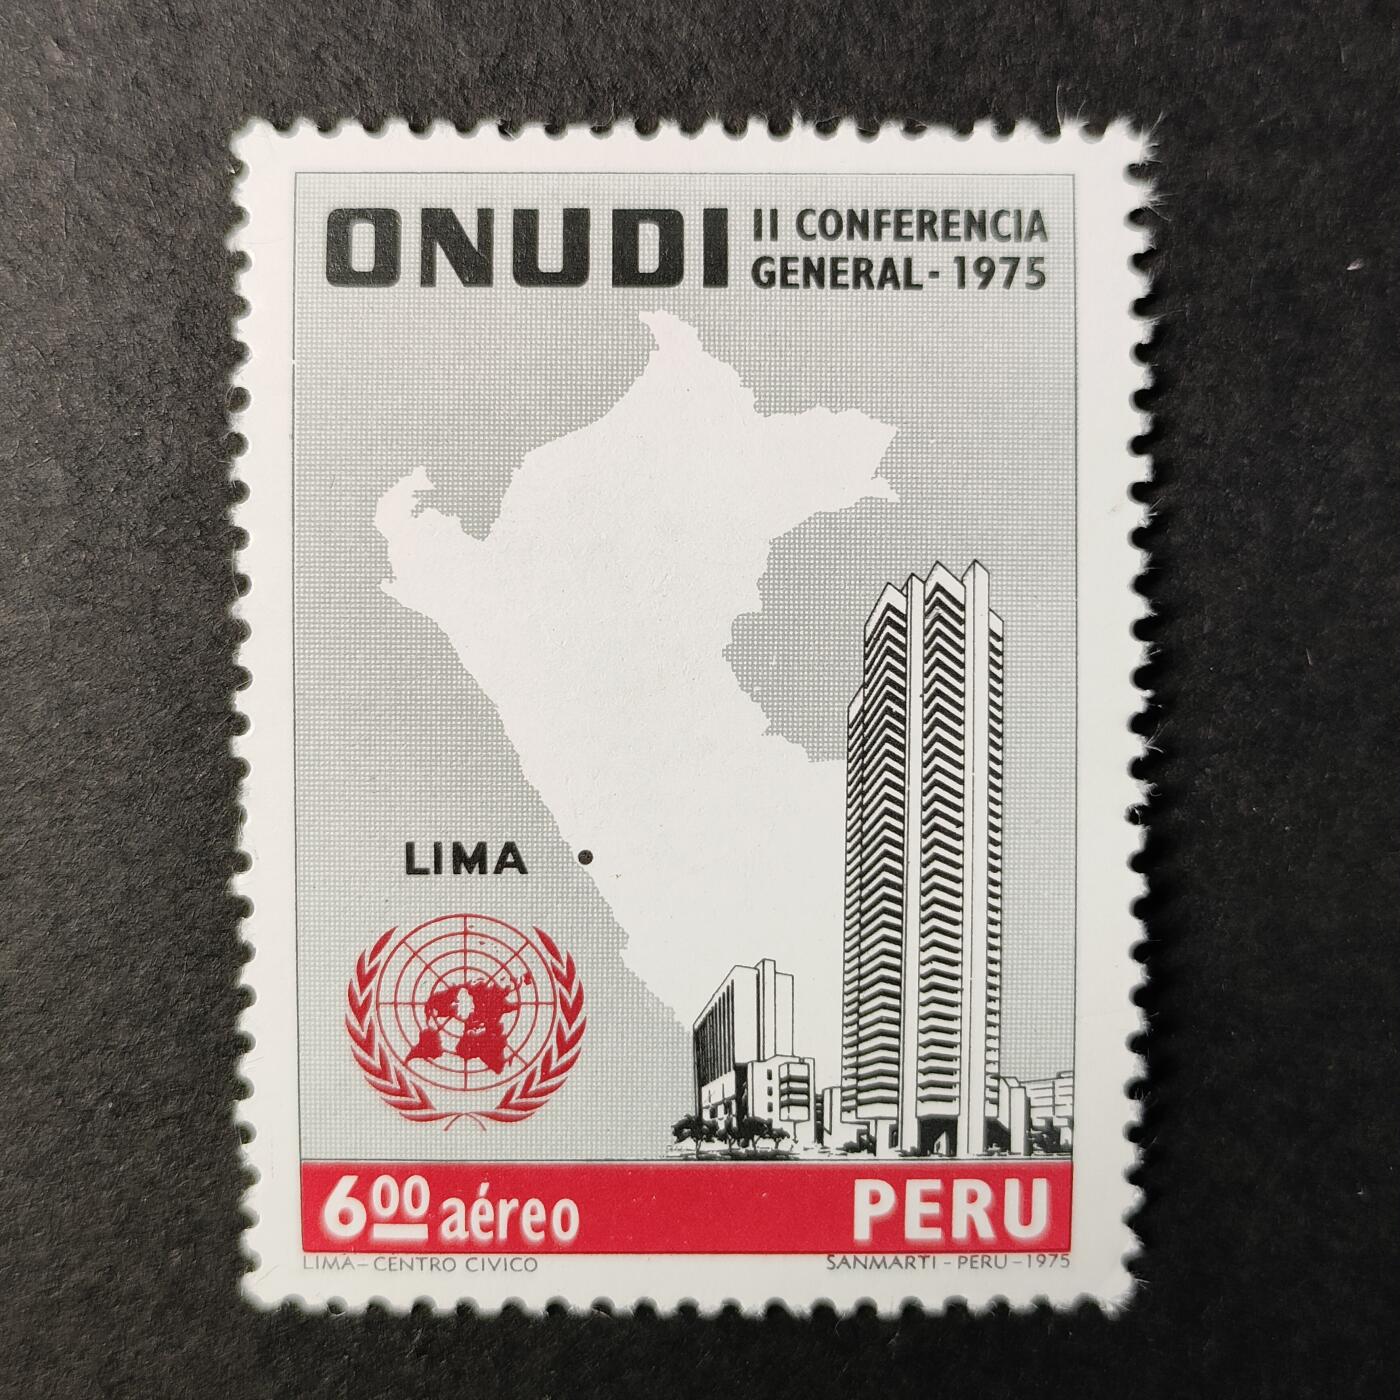 ONUDI
II CONFERENCIA
GENERAL - 1975
LIMA
6.00 aéreo
PERU
LIMA - CENTRO CIVICO
SANMARTI - PERU - 1975